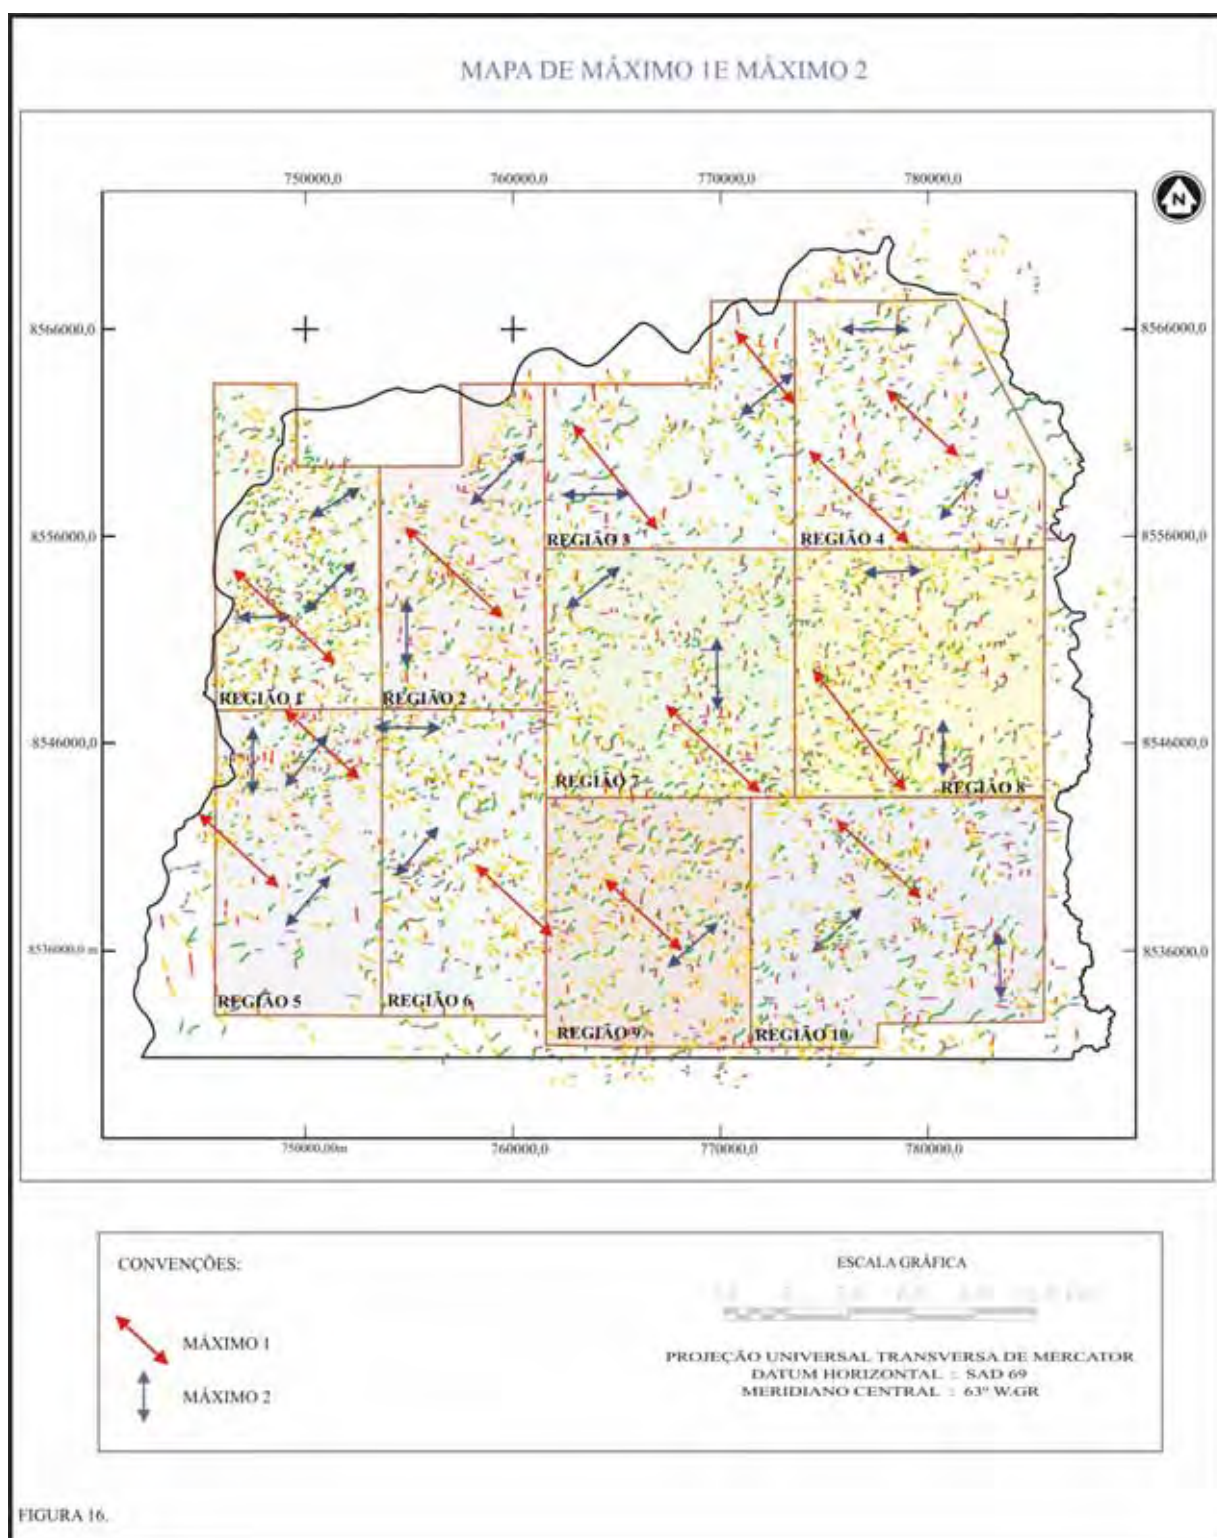 MAPA DE MÁXIMO 1E MÁXIMO 2
750000,0 760000,0 770000,0 780000,0
N
8566000,0 8566000,0
8556000,0 8556000,0
REGIÃO 3 REGIÃO 4
REGIÃO 1 REGIÃO 2
8546000,0 8546000,0
REGIÃO 7 REGIÃO 8
8536000,0 m 8536000,0
REGIÃO 5 REGIÃO 6
REGIÃO 9 REGIÃO 10
750000,00m 760000,0 770000,0 780000,0
CONVENÇÕES:
MÁXIMO 1
MÁXIMO 2
ESCALA GRÁFICA
PROJEÇÃO UNIVERSAL TRANSVERSA DE MERCATOR
DATUM HORIZONTAL : SAD 69
MERIDIANO CENTRAL : 63º W.GR
FIGURA 16.